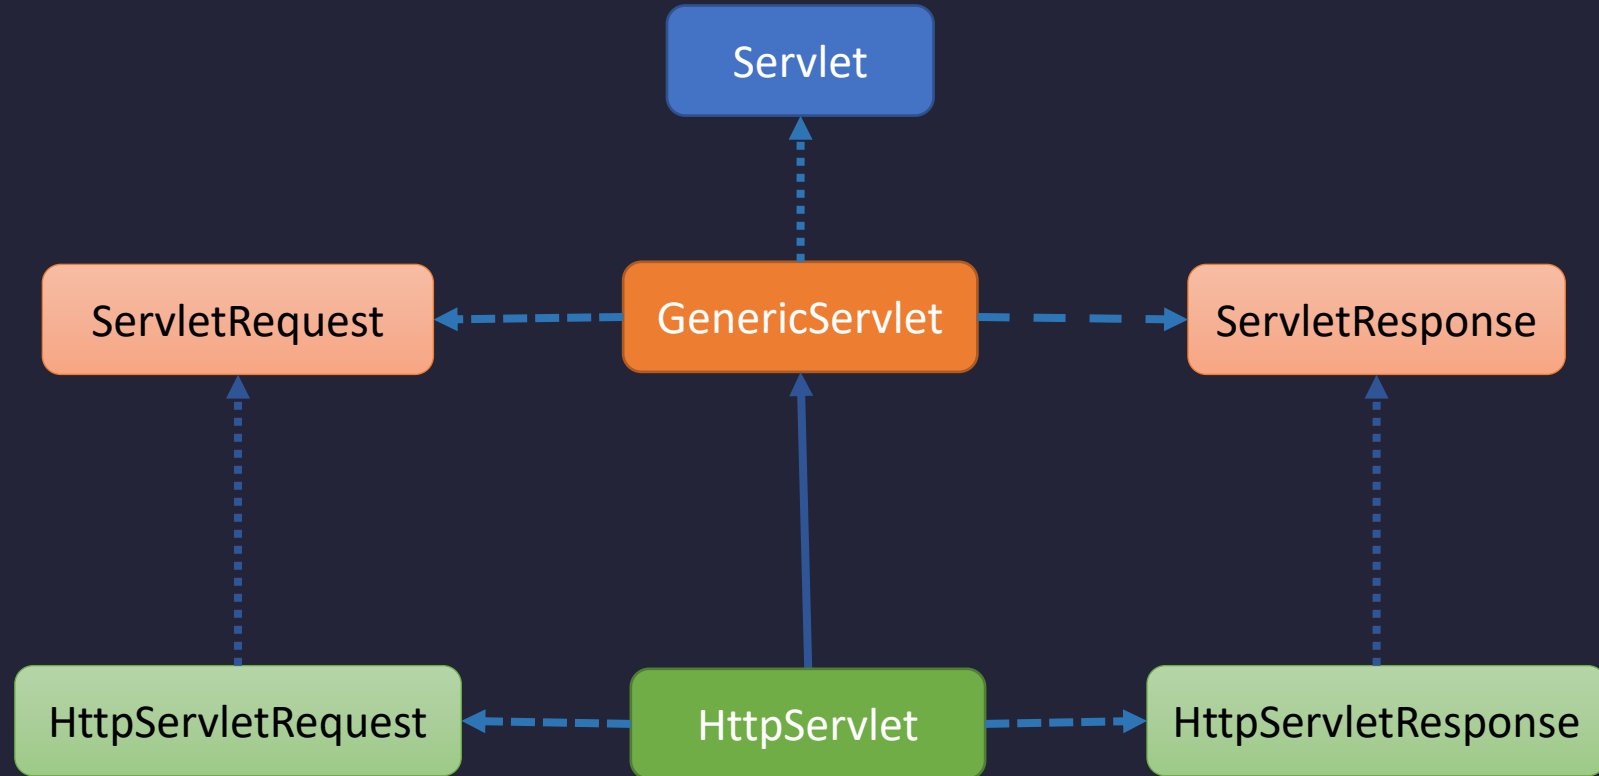 Servlet
ServletRequest
GenericServlet
ServletResponse
HttpServletRequest
HttpServlet
HttpServletResponse